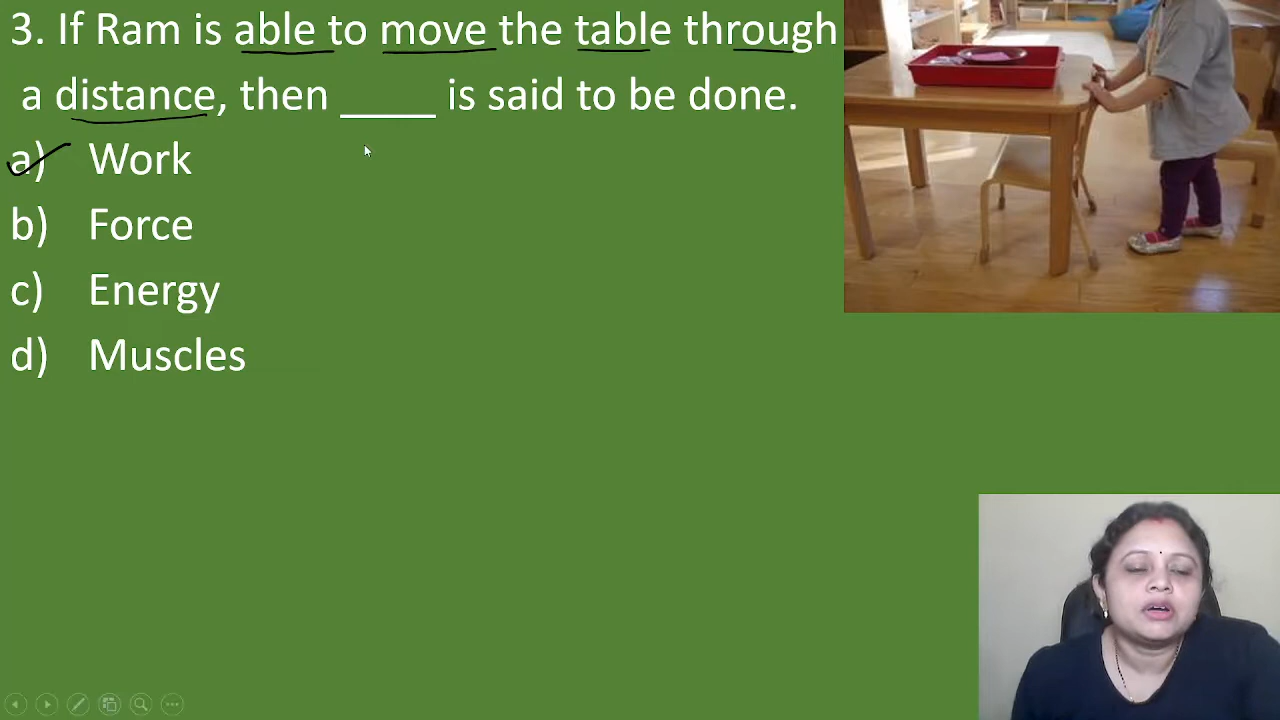 3. If Ram is able to move the table through
a distance, then ____ is said to be done.
a) Work
b) Force
c) Energy
d) Muscles